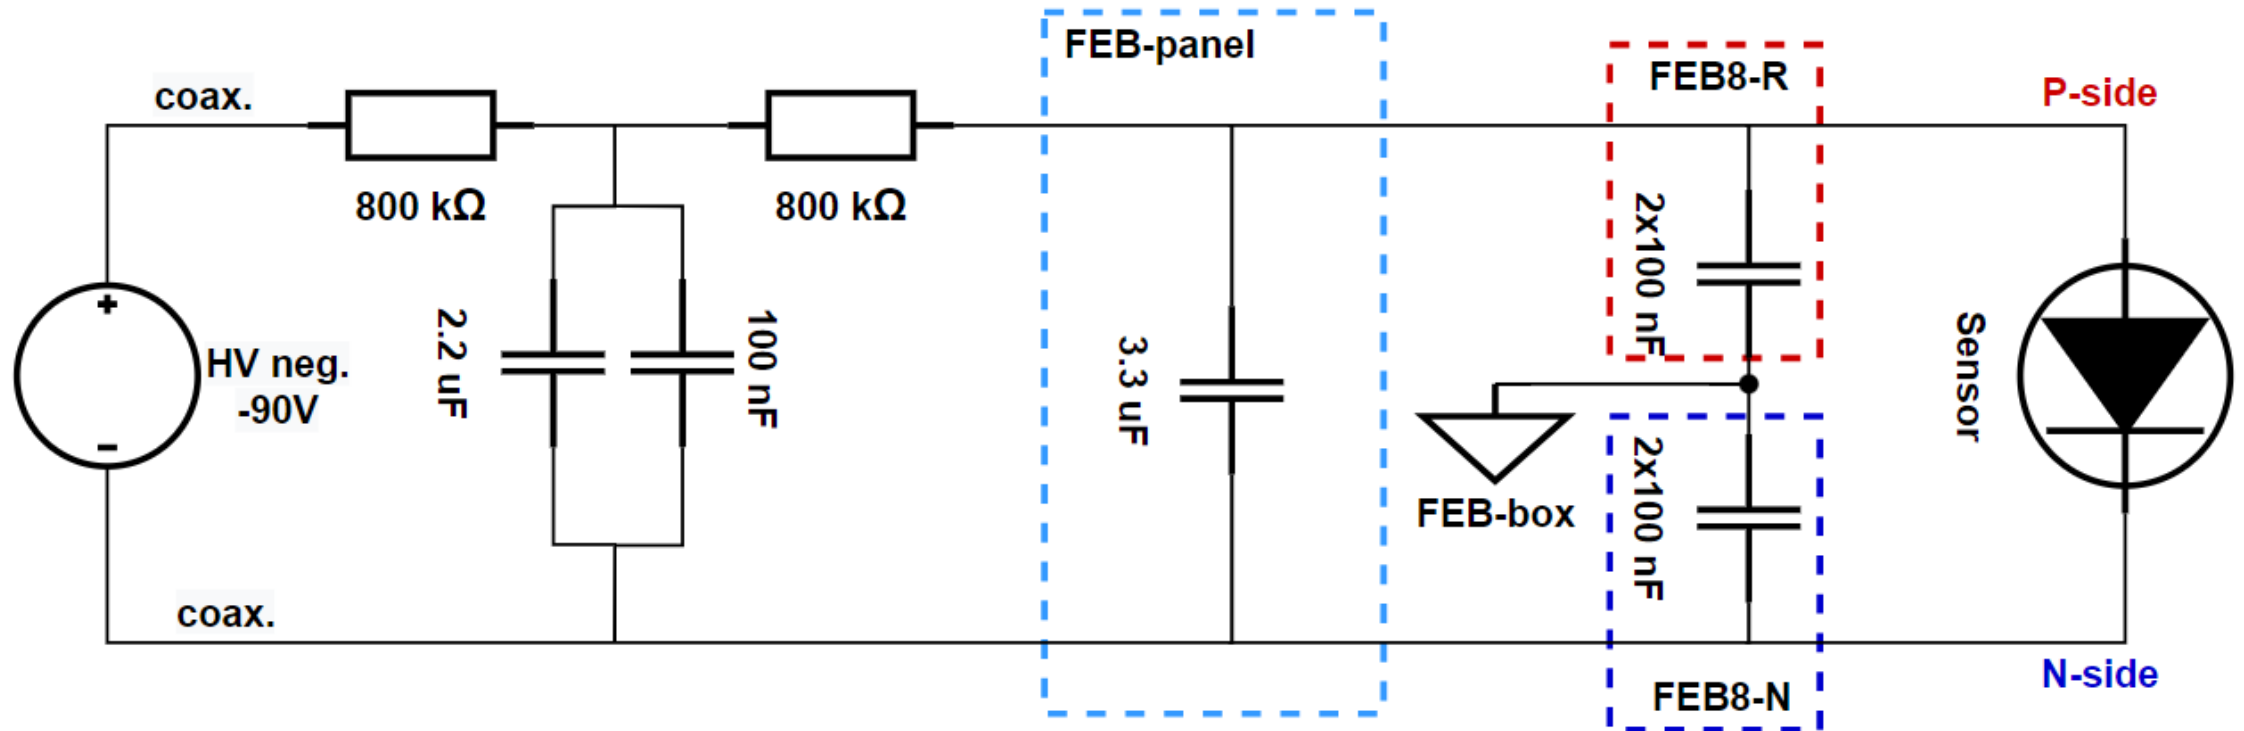 FEB-panel
FEB8-R
P-side
coax.
800 kΩ
800 kΩ
2x100 nF
+
HV neg.
-90V
-
2.2 uF
100 nF
3.3 uF
Sensor
FEB-box
2x100 nF
coax.
N-side
FEB8-N